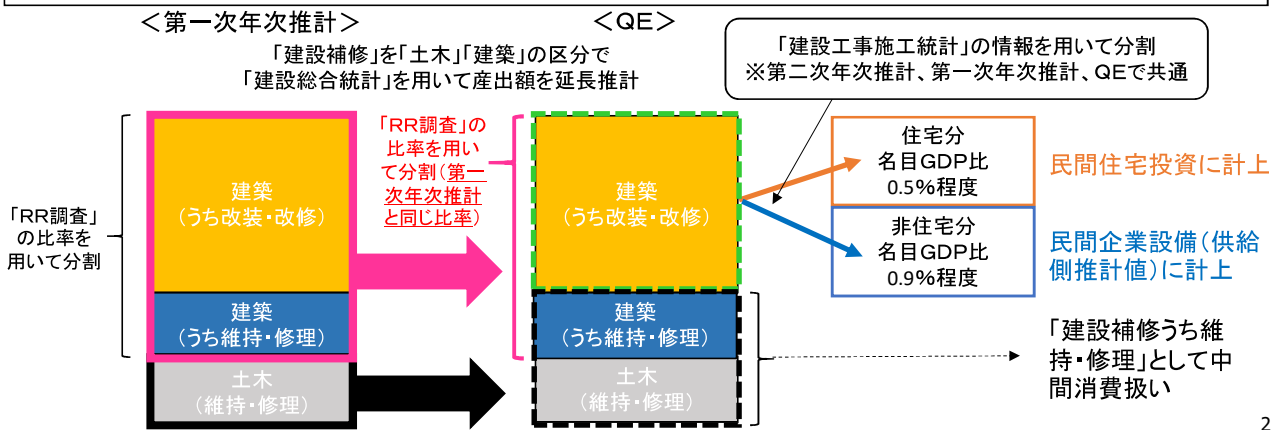 ＜第一次年次推計＞
＜QE＞
「建設補修」を「土木」「建築」の区分で
「建設総合統計」を用いて産出額を延長推計
「建設工事施工統計」の情報を用いて分割
※第二次年次推計、第一次年次推計、QEで共通
「RR調査」
の比率を
用いて分割
建築
（うち改装・改修）
建築
（うち維持・修理）
土木
（維持・修理）
「RR調査」の
比率を用い
て分割（第一
次年次推計
と同じ比率）
建築
（うち改装・改修）
建築
（うち維持・修理）
土木
（維持・修理）
住宅分
名目GDP比
0.5％程度
民間住宅投資に計上
非住宅分
名目GDP比
0.9％程度
民間企業設備（供給
側推計値）に計上
「建設補修うち維
持・修理」として中
間消費扱い
2